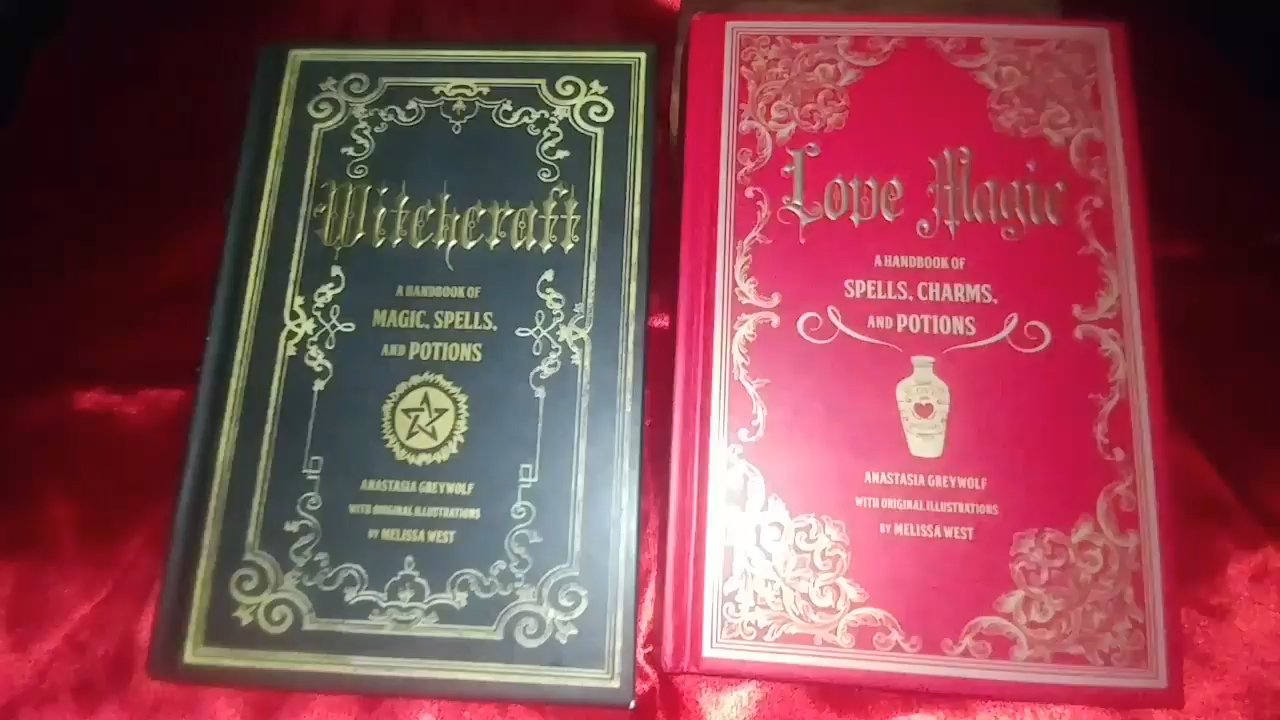 Witchcraft
A HANDBOOK OF
MAGIC, SPELLS,
AND POTIONS
ANASTASIA GREYWOLF
WITH ORIGINAL ILLUSTRATIONS
BY MELISSA WEST
Love Magic
A HANDBOOK OF
SPELLS, CHARMS,
AND POTIONS
ANASTASIA GREYWOLF
WITH ORIGINAL ILLUSTRATIONS
BY MELISSA WEST